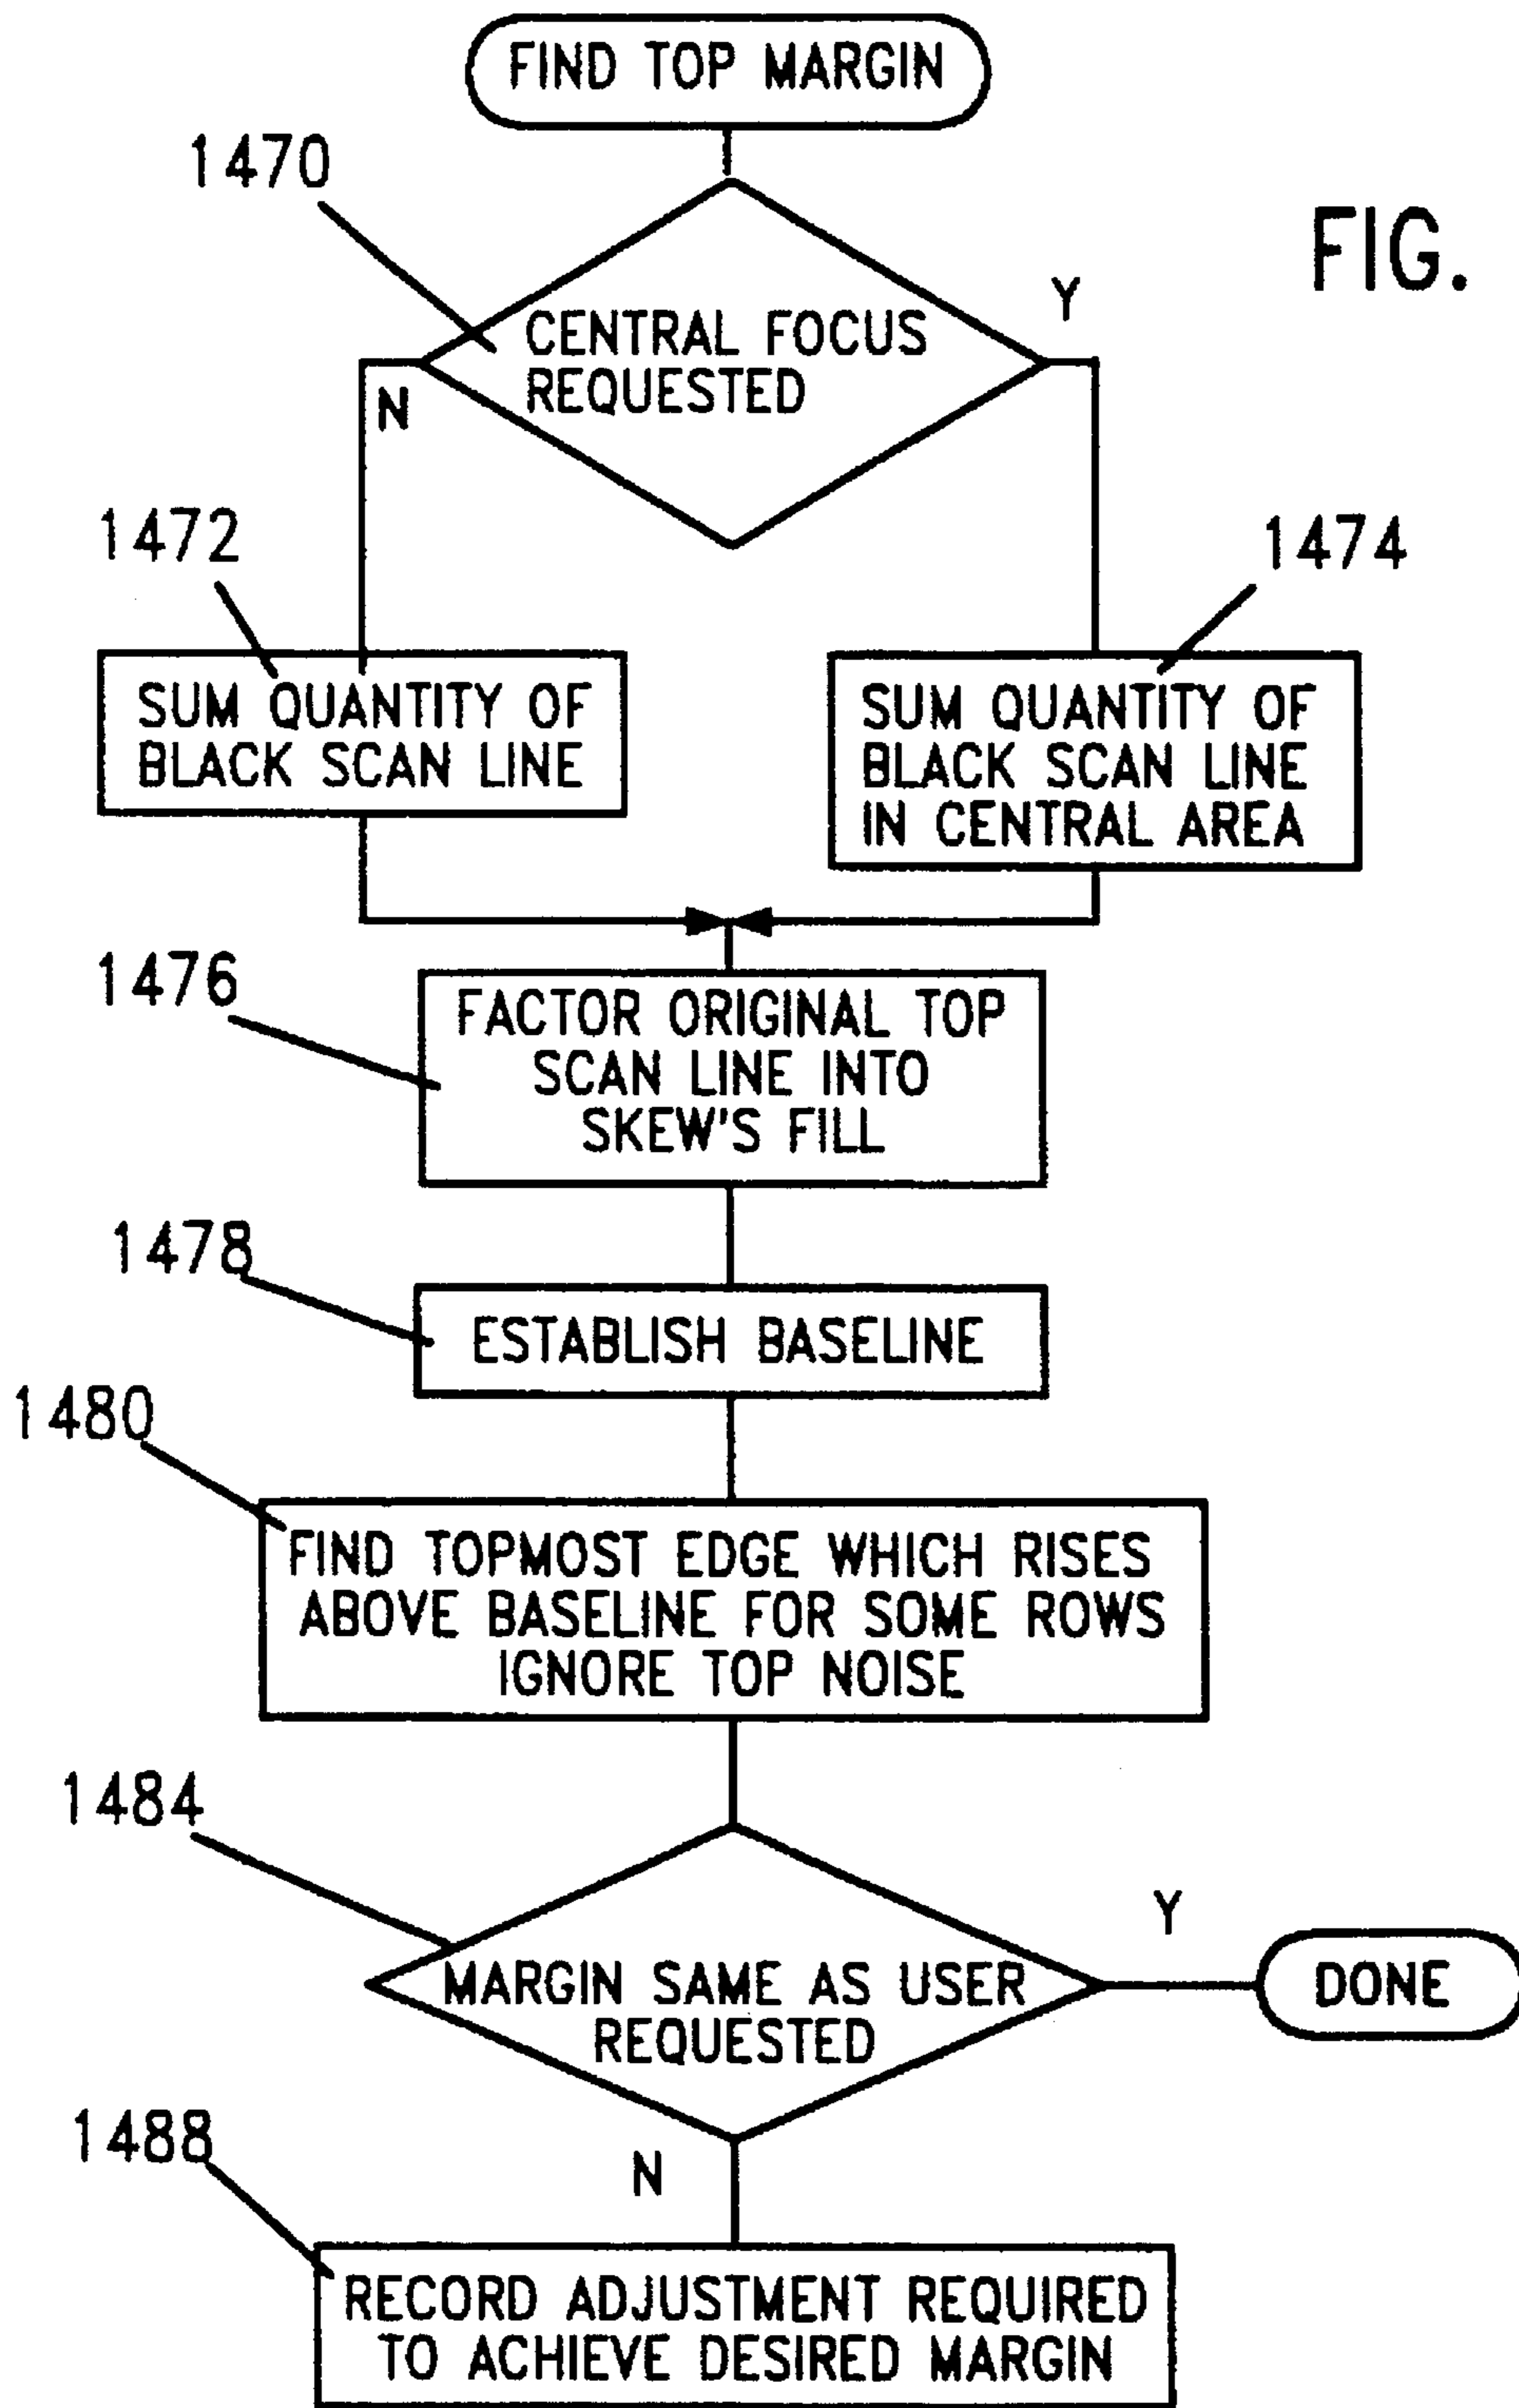 FIND TOP MARGIN
1470
FIG.
CENTRAL FOCUS
REQUESTED
Y
N
1472
1474
SUM QUANTITY OF
BLACK SCAN LINE
SUM QUANTITY OF
BLACK SCAN LINE
IN CENTRAL AREA
1476
FACTOR ORIGINAL TOP
SCAN LINE INTO
SKEW'S FILL
1478
ESTABLISH BASELINE
1480
FIND TOPMOST EDGE WHICH RISES
ABOVE BASELINE FOR SOME ROWS
IGNORE TOP NOISE
1484
MARGIN SAME AS USER
REQUESTED
Y
DONE
1488
N
RECORD ADJUSTMENT REQUIRED
TO ACHIEVE DESIRED MARGIN